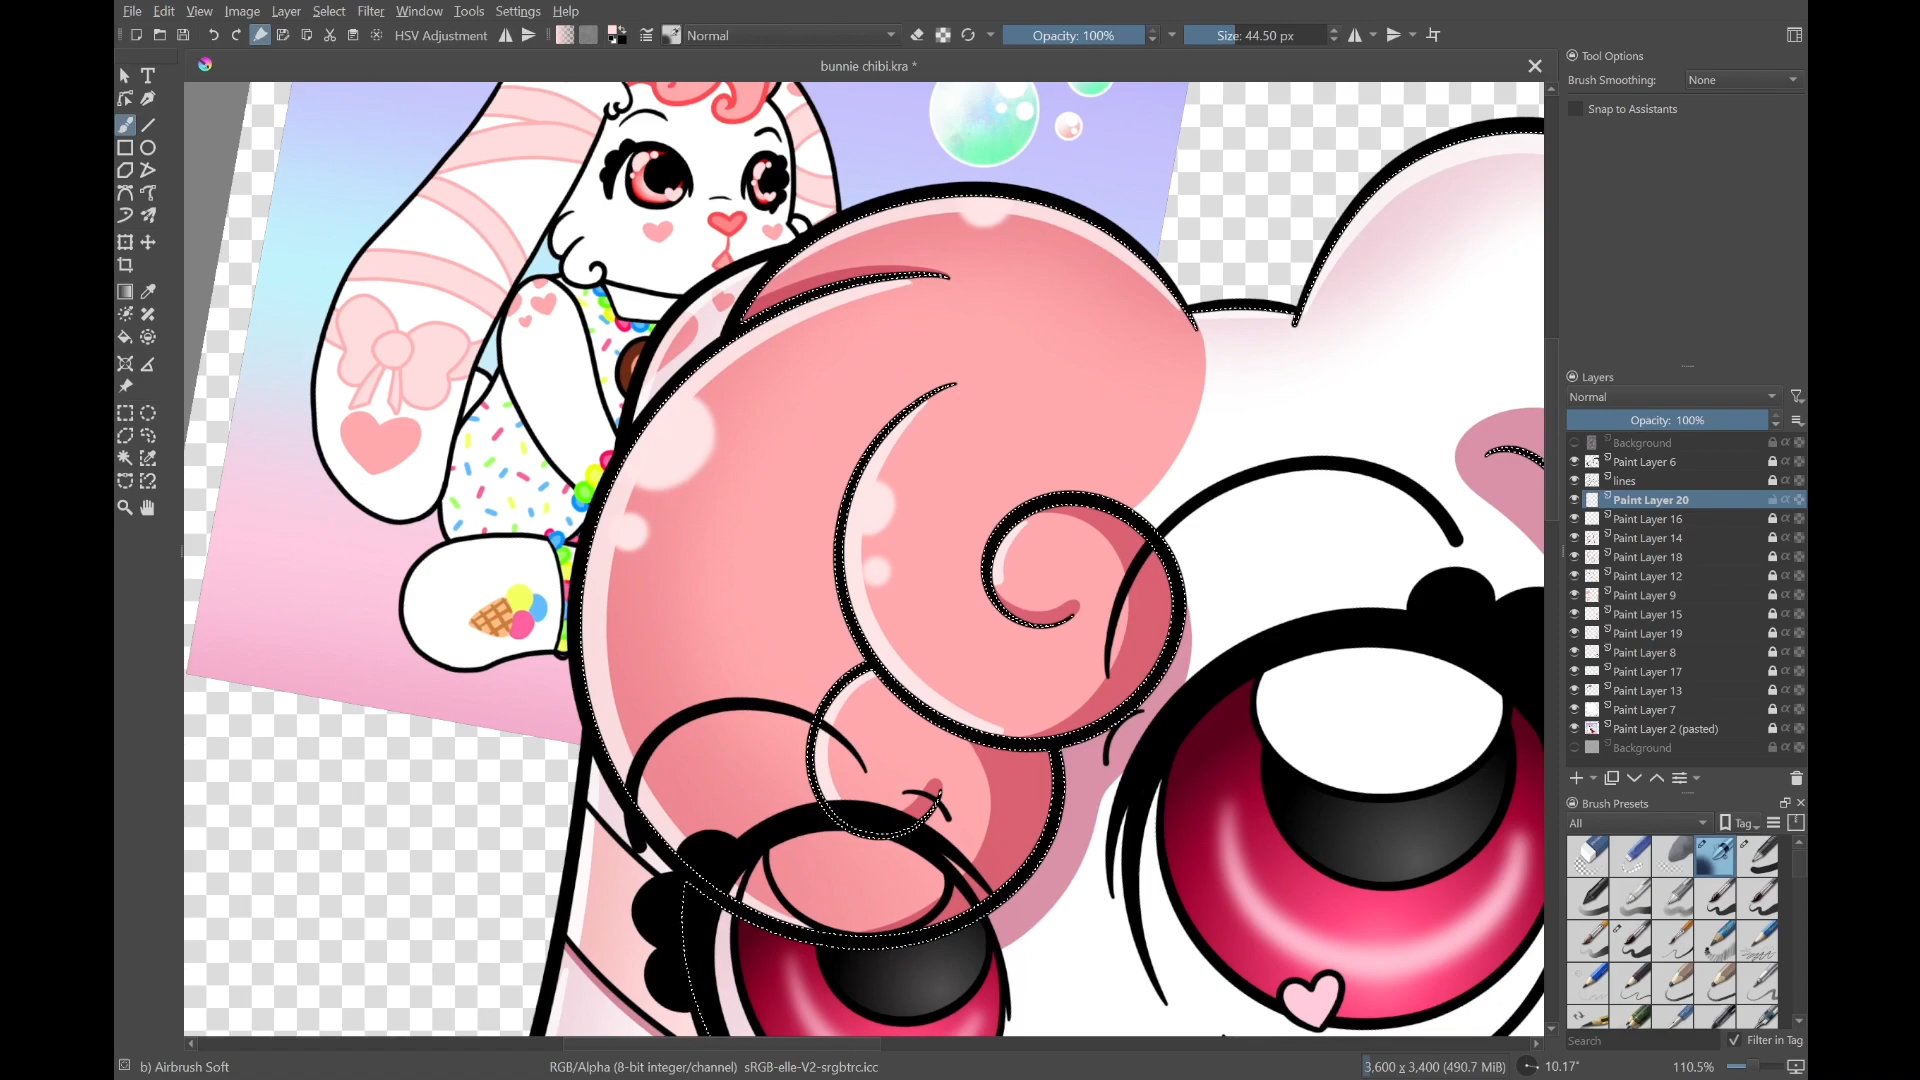 File Edit View Image Layer Select Filter Window Tools Settings Help
HSV Adjustment Normal Opacity: 100% Size: 44.50 px
bunnie chibi.kra *
Tool Options
Brush Smoothing: None
Snap to Assistants
Layers
Normal
Opacity: 100%
Background
Paint Layer 6
lines
Paint Layer 20
Paint Layer 16
Paint Layer 14
Paint Layer 18
Paint Layer 12
Paint Layer 9
Paint Layer 15
Paint Layer 19
Paint Layer 8
Paint Layer 17
Paint Layer 13
Paint Layer 7
Paint Layer 2 (pasted)
Background
Brush Presets
All Tag
Search Filter in Tag
b) Airbrush Soft RGB/Alpha (8-bit integer/channel) sRGB-elle-V2-srgbtrc.icc 3,600 x 3,400 (490.7 MiB) 10.17° 110.5%